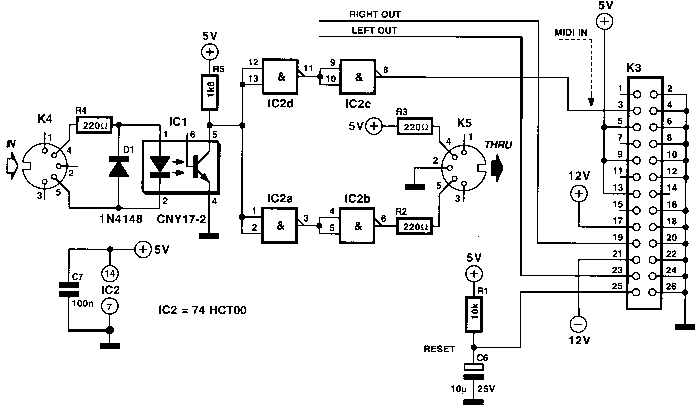 RIGHT OUT
LEFT OUT
MIDI IN
5V
K3
1 2
3 4
5 6
7 8
9 10
11 12
13 14
15 16
17 18
19 20
21 22
23 24
25 26
12V
12V
5V
R5
1k8
12
13
&
11
IC2d
9
10
&
8
IC2c
IN
K4
1
4
2
5
3
R4
220Ω
D1
1N4148
IC1
1
6
5
2
4
CNY17-2
1
2
&
3
IC2a
4
5
&
6
IC2b
R2
220Ω
5V
R3
220Ω
K5
1
4
2
5
3
THRU
C7
100n
5V
14
IC2
7
IC2 = 74 HCT00
5V
R1
10k
RESET
C6
10µ 25V